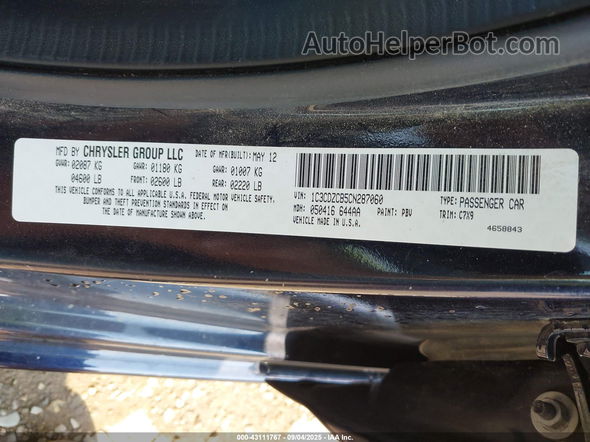 AutoHelperBot.com
MFD BY CHRYSLER GROUP LLC DATE OF MFR(BUILT): MAY 12
GVWR: 02087 KG GAWR: 01180 KG GAWR: 01007 KG
04600 LB FRONT: 02600 LB REAR: 02220 LB
THIS VEHICLE CONFORMS TO ALL APPLICABLE U.S.A. FEDERAL MOTOR VEHICLE SAFETY,
BUMPER AND THEFT PREVENTION STANDARDS IN EFFECT ON THE DATE OF
MANUFACTURE SHOWN ABOVE.
VIN: 1C3CDZCB5CN287060 TYPE: PASSENGER CAR
MDH: 050416 644AA PAINT: PBV TRIM: C7X9
VEHICLE MADE IN U.S.A.
4658843
000-43111767 - 09/04/2025 - IAA Inc.